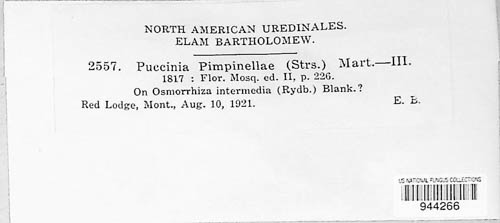 NORTH AMERICAN UREDINALES.
ELAM BARTHOLOMEW.
2557. Puccinia Pimpinellae (Strs.) Mart.—III.
1817 : Flor. Mosq. ed. II, p. 226.
On Osmorrhiza intermedia (Rydb.) Blank.?
Red Lodge, Mont., Aug. 10, 1921. E. B.
US NATIONAL FUNGUS COLLECTIONS
944266